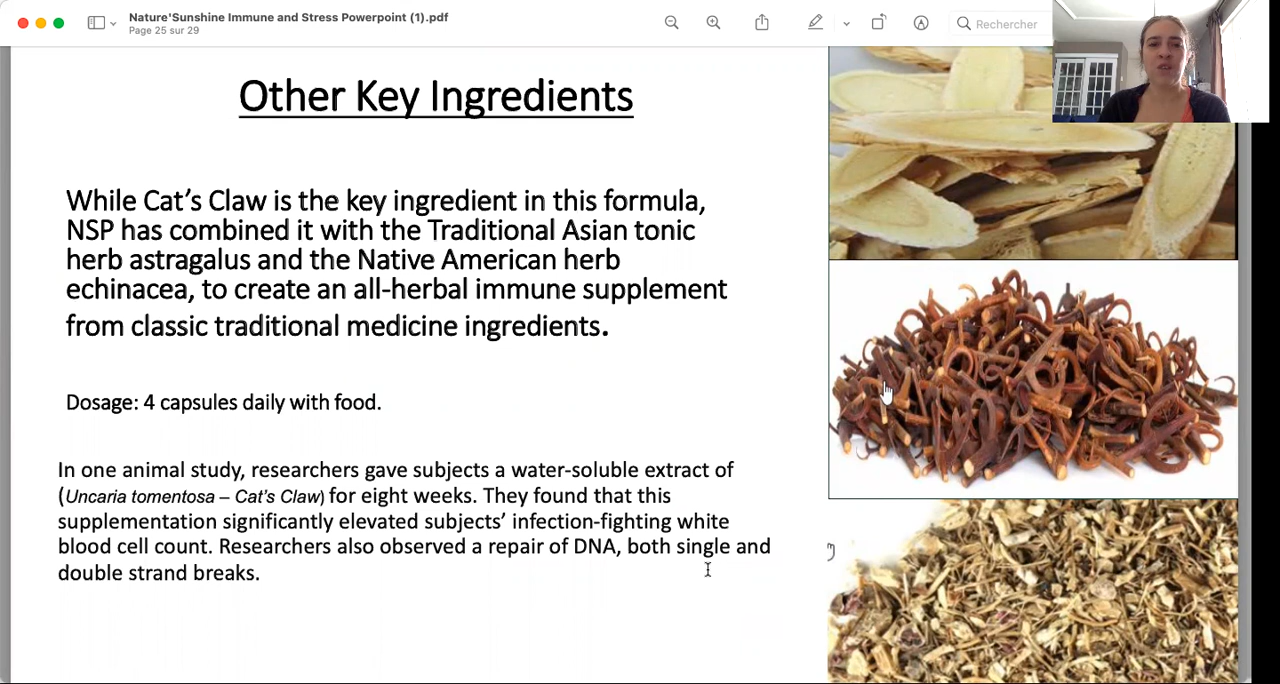 Nature'Sunshine Immune and Stress Powerpoint (1).pdf
Page 25 sur 29
Rechercher
Other Key Ingredients
While Cat’s Claw is the key ingredient in this formula,
NSP has combined it with the Traditional Asian tonic
herb astragalus and the Native American herb
echinacea, to create an all-herbal immune supplement
from classic traditional medicine ingredients.
Dosage: 4 capsules daily with food.
In one animal study, researchers gave subjects a water-soluble extract of
(Uncaria tomentosa – Cat’s Claw) for eight weeks. They found that this
supplementation significantly elevated subjects’ infection-fighting white
blood cell count. Researchers also observed a repair of DNA, both single and
double strand breaks.